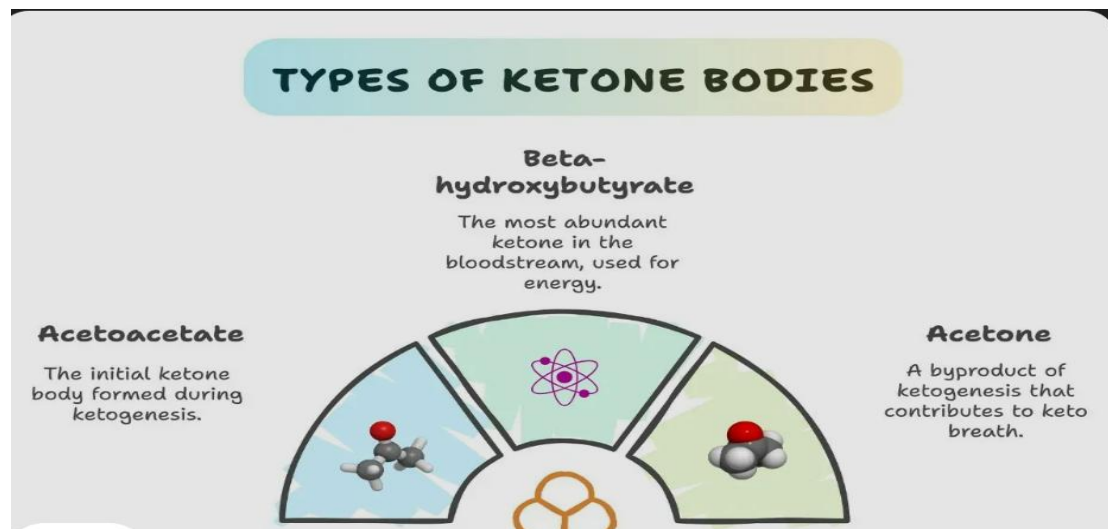 TYPES OF KETONE BODIES
Beta-
hydroxybutyrate
The most abundant
ketone in the
bloodstream, used for
energy.
Acetoacetate
The initial ketone
body formed during
ketogenesis.
Acetone
A byproduct of
ketogenesis that
contributes to keto
breath.